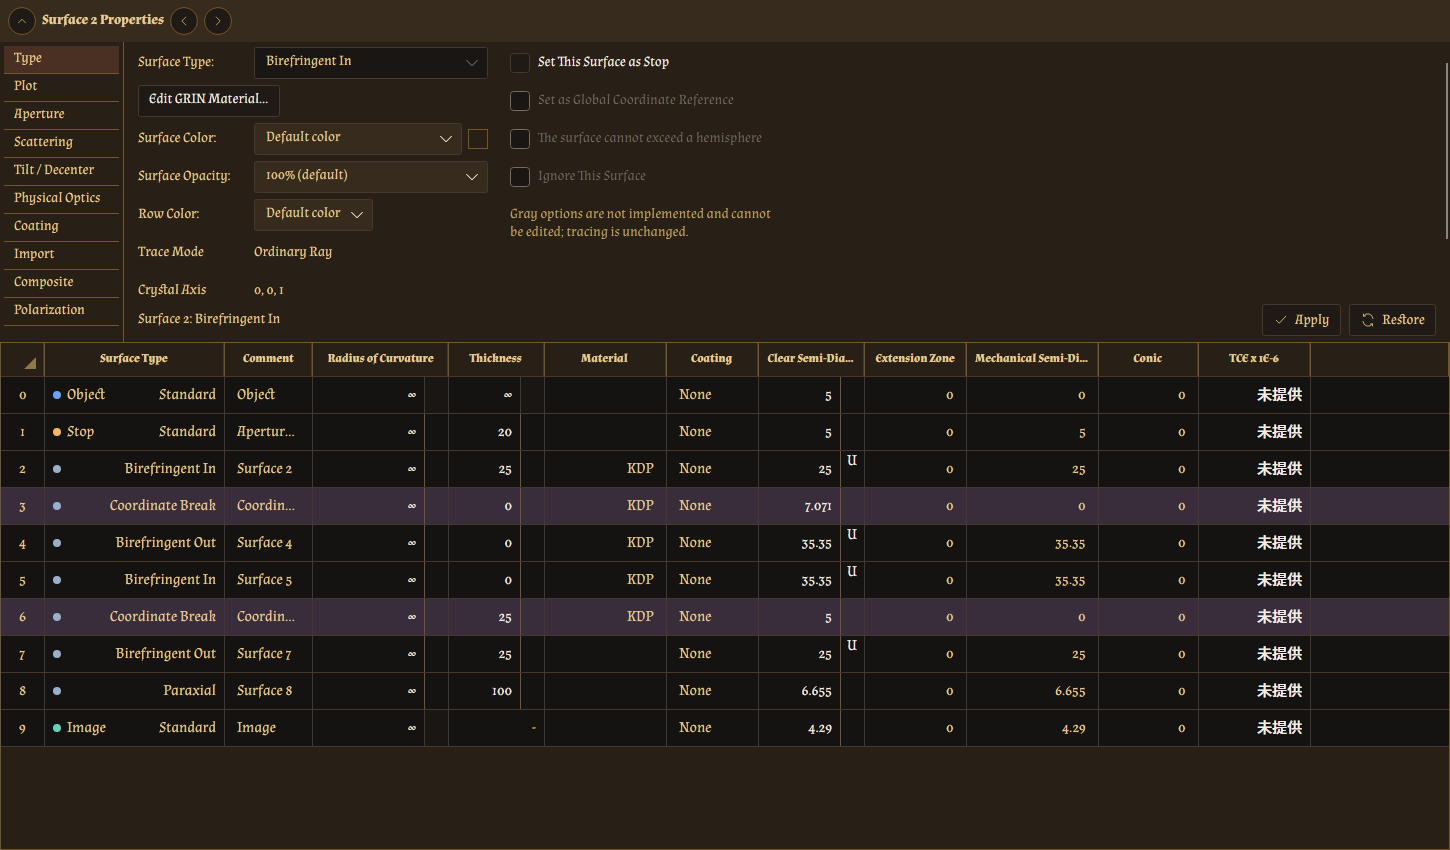 Surface 2 Properties
Type
Plot
Aperture
Scattering
Tilt / Decenter
Physical Optics
Coating
Import
Composite
Polarization
Surface Type: Birefringent In
Edit GRIN Material...
Surface Color: Default color
Surface Opacity: 100% (default)
Row Color: Default color
Trace Mode Ordinary Ray
Crystal Axis 0, 0, 1
Surface 2: Birefringent In
Set This Surface as Stop
Set as Global Coordinate Reference
The surface cannot exceed a hemisphere
Ignore This Surface
Gray options are not implemented and cannot
be edited; tracing is unchanged.
Apply Restore
Surface Type Comment Radius of Curvature Thickness Material Coating Clear Semi-Dia... Extension Zone Mechanical Semi-Di... Conic TCE x 1E-6
0 Object Standard Object ∞ ∞ None 5 0 0 0 未提供
1 Stop Standard Apertur... ∞ 20 None 5 0 5 0 未提供
2 Birefringent In Surface 2 ∞ 25 KDP None 25 U 0 25 0 未提供
3 Coordinate Break Coordin... ∞ 0 KDP None 7.071 0 0 0 未提供
4 Birefringent Out Surface 4 ∞ 0 KDP None 35.35 U 0 35.35 0 未提供
5 Birefringent In Surface 5 ∞ 0 KDP None 35.35 U 0 35.35 0 未提供
6 Coordinate Break Coordin... ∞ 25 KDP None 5 0 0 0 未提供
7 Birefringent Out Surface 7 ∞ 25 None 25 U 0 25 0 未提供
8 Paraxial Surface 8 ∞ 100 None 6.655 0 6.655 0 未提供
9 Image Standard Image ∞ - None 4.29 0 4.29 0 未提供